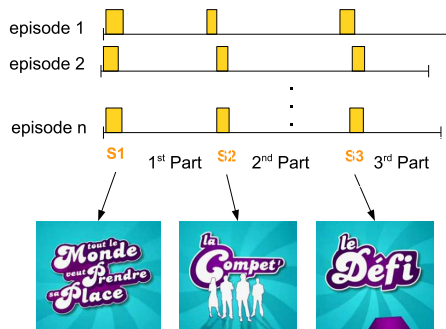 episode 1
episode 2
episode n
S1 1st Part S2 2nd Part S3 3rd Part
tout le
Monde
veut Prendre
sa Place
la
Compet'
le
Défi